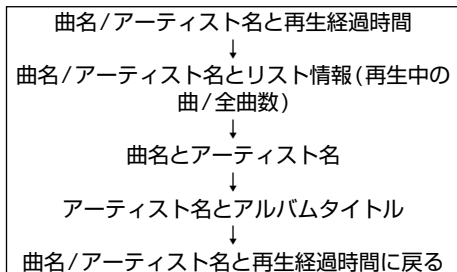 曲名/アーティスト名と再生経過時間
↓
曲名/アーティスト名とリスト情報(再生中の
曲/全曲数)
↓
曲名とアーティスト名
↓
アーティスト名とアルバムタイトル
↓
曲名/アーティスト名と再生経過時間に戻る